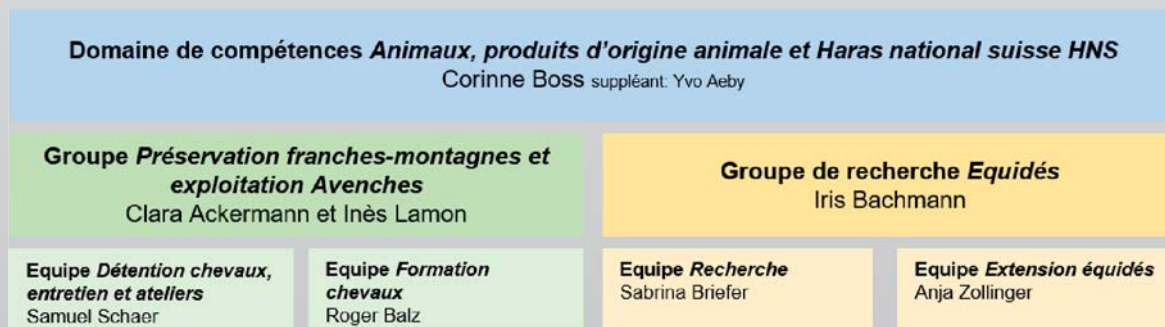 Domaine de compétences Animaux, produits d'origine animale et Haras national suisse HNS
Corinne Boss suppléant: Yvo Aeby
Groupe Préservation franches-montagnes et
exploitation Avenches
Clara Ackermann et Inès Lamon
Groupe de recherche Equidés
Iris Bachmann
Equipe Détention chevaux,
entretien et ateliers
Samuel Schaer
Equipe Formation
chevaux
Roger Balz
Equipe Recherche
Sabrina Briefer
Equipe Extension équidés
Anja Zollinger